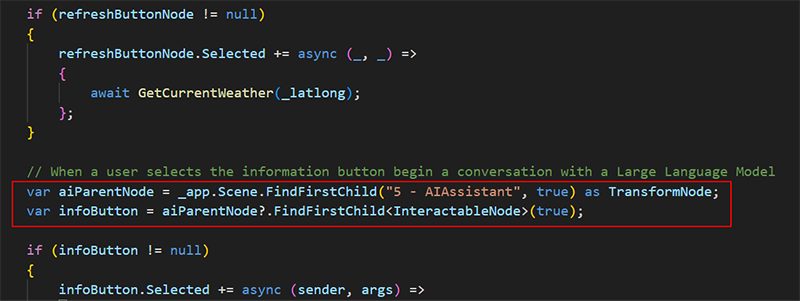 if (refreshButtonNode != null)
{
refreshButtonNode.Selected += async (_, _) =>
{
await GetCurrentWeather(_latlong);
};
}
// When a user selects the information button begin a conversation with a Large Language Model
var aiParentNode = _app.Scene.FindFirstChild("5 - AIAssistant", true) as TransformNode;
var infoButton = aiParentNode?.FindFirstChild<InteractableNode>(true);
if (infoButton != null)
{
infoButton.Selected += async (sender, args) =>